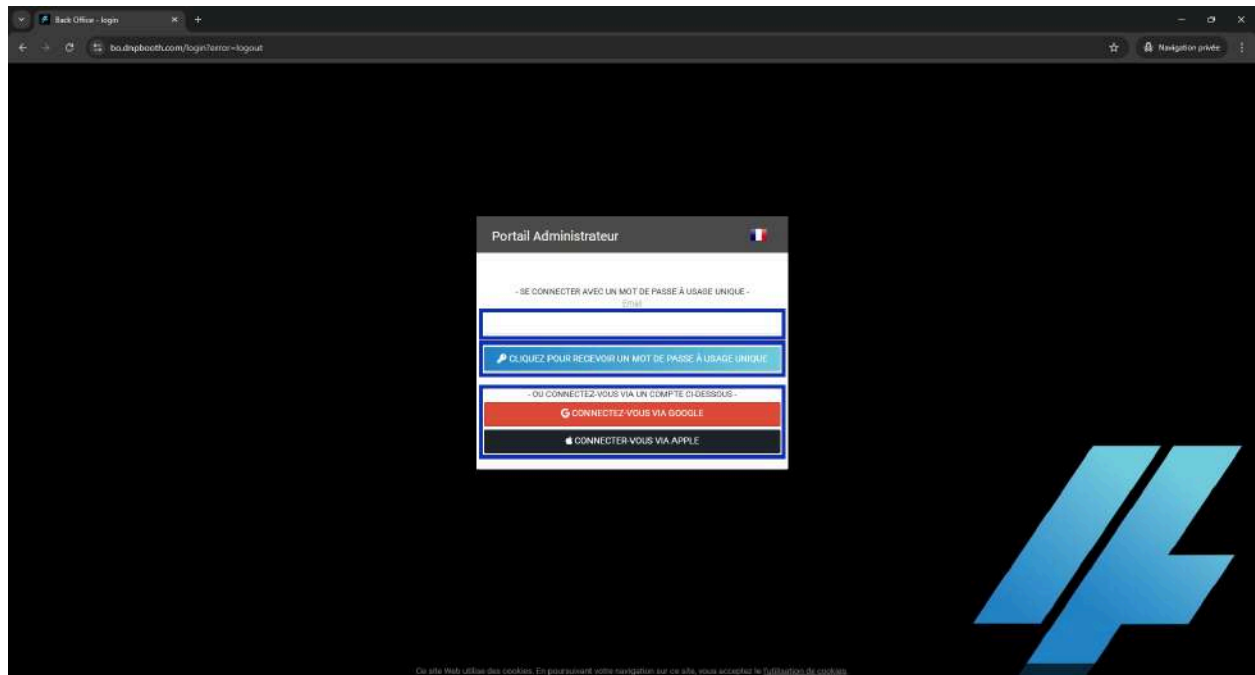 Back Office - login
bo.dnpbooth.com/login?error=logout
Navigation privée
Portail Administrateur
- SE CONNECTER AVEC UN MOT DE PASSE À USAGE UNIQUE -
Email
CLIQUEZ POUR RECEVOIR UN MOT DE PASSE À USAGE UNIQUE
- OU CONNECTEZ-VOUS VIA UN COMPTE CI-DESSOUS -
CONNECTEZ-VOUS VIA GOOGLE
CONNECTER-VOUS VIA APPLE
Ce site Web utilise des cookies. En poursuivant votre navigation sur ce site, vous acceptez le l'utilisation de cookies